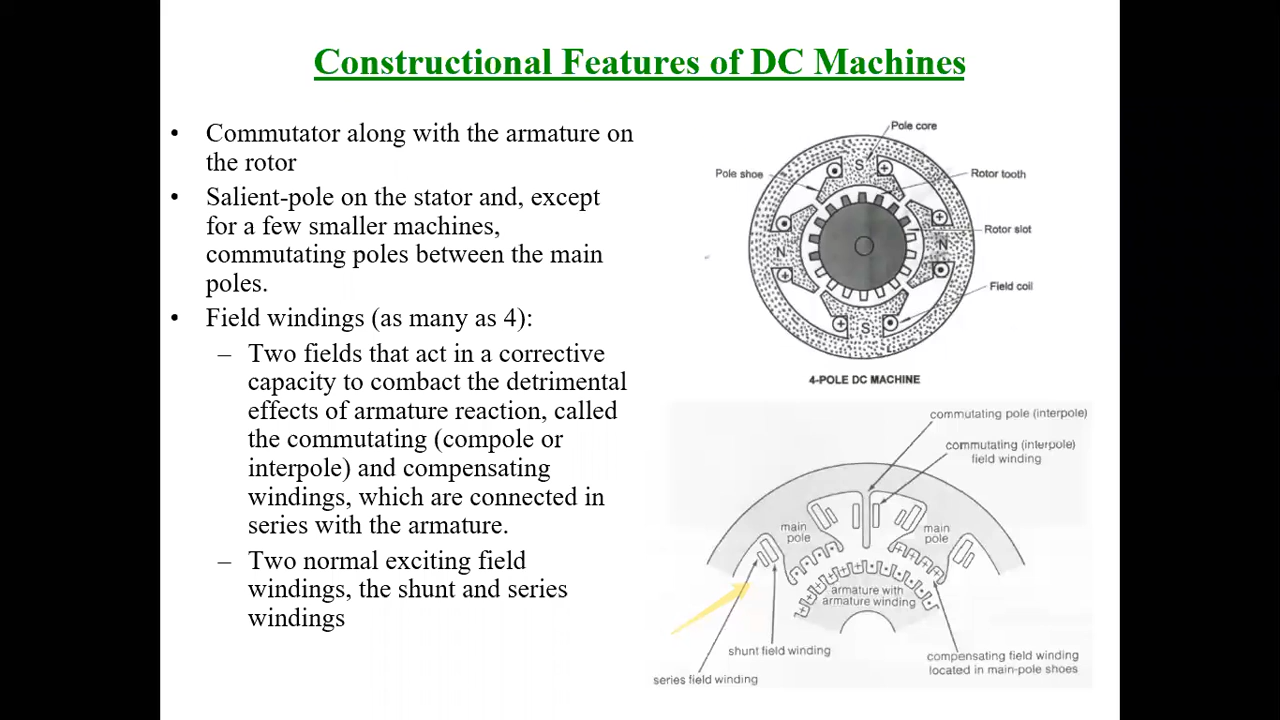 Constructional Features of DC Machines
• Commutator along with the armature on
the rotor
• Salient-pole on the stator and, except
for a few smaller machines,
commutating poles between the main
poles.
• Field windings (as many as 4):
– Two fields that act in a corrective
capacity to combact the detrimental
effects of armature reaction, called
the commutating (compole or
interpole) and compensating
windings, which are connected in
series with the armature.
– Two normal exciting field
windings, the shunt and series
windings
Pole core
Pole shoe
Rotor tooth
Rotor slot
Field coil
S
N
N
S
4-POLE DC MACHINE
commutating pole (interpole)
commutating (interpole)
field winding
main
pole
main
pole
armature with
armature winding
shunt field winding
series field winding
compensating field winding
located in main-pole shoes